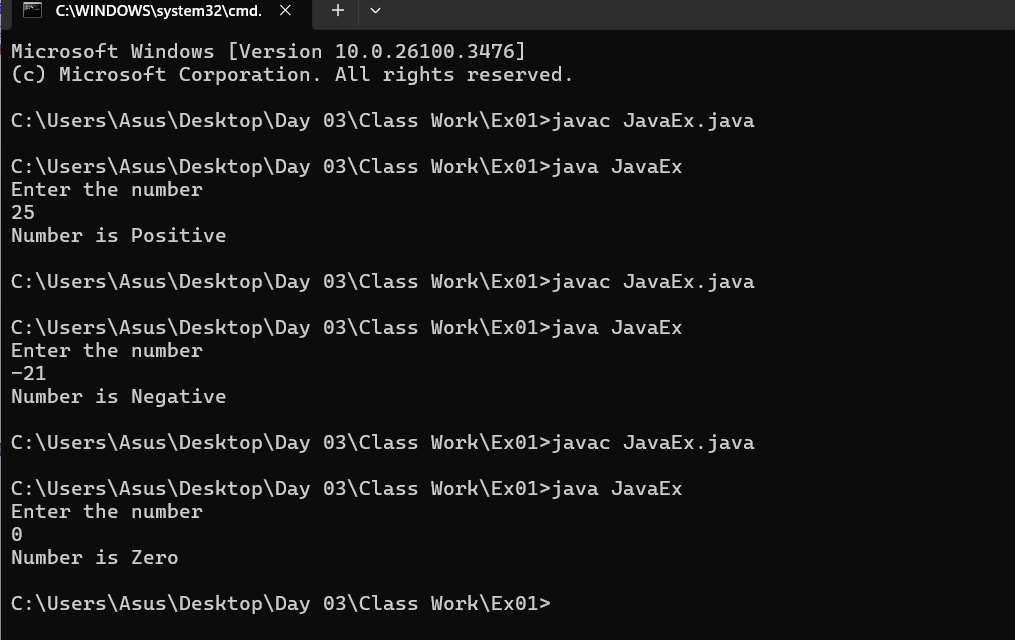 C:\WINDOWS\system32\cmd.
Microsoft Windows [Version 10.0.26100.3476]
(c) Microsoft Corporation. All rights reserved.
C:\Users\Asus\Desktop\Day 03\Class Work\Ex01>javac JavaEx.java
C:\Users\Asus\Desktop\Day 03\Class Work\Ex01>java JavaEx
Enter the number
25
Number is Positive
C:\Users\Asus\Desktop\Day 03\Class Work\Ex01>javac JavaEx.java
C:\Users\Asus\Desktop\Day 03\Class Work\Ex01>java JavaEx
Enter the number
-21
Number is Negative
C:\Users\Asus\Desktop\Day 03\Class Work\Ex01>javac JavaEx.java
C:\Users\Asus\Desktop\Day 03\Class Work\Ex01>java JavaEx
Enter the number
0
Number is Zero
C:\Users\Asus\Desktop\Day 03\Class Work\Ex01>